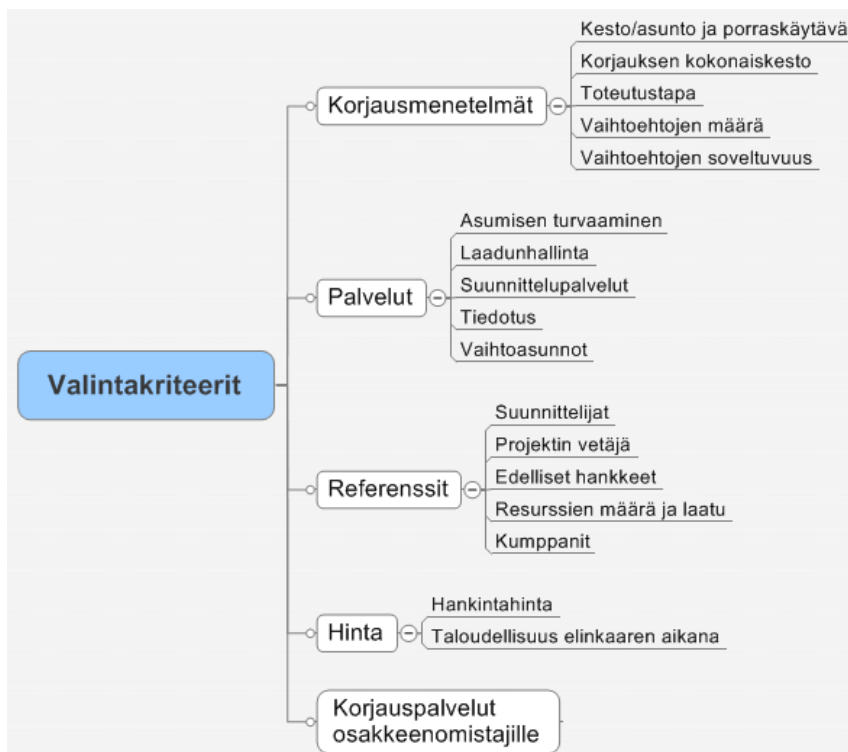 Valintakriteerit
Korjausmenetelmät
Kesto/asunto ja porraskäytävä
Korjauksen kokonaiskesto
Toteutustapa
Vaihtoehtojen määrä
Vaihtoehtojen soveltuvuus
Palvelut
Asumisen turvaaminen
Laadunhallinta
Suunnittelupalvelut
Tiedotus
Vaihtoasunnot
Referenssit
Suunnittelijat
Projektin vetäjä
Edelliset hankkeet
Resurssien määrä ja laatu
Kumppanit
Hinta
Hankintahinta
Taloudellisuus elinkaaren aikana
Korjauspalvelut
osakkeenomistajille